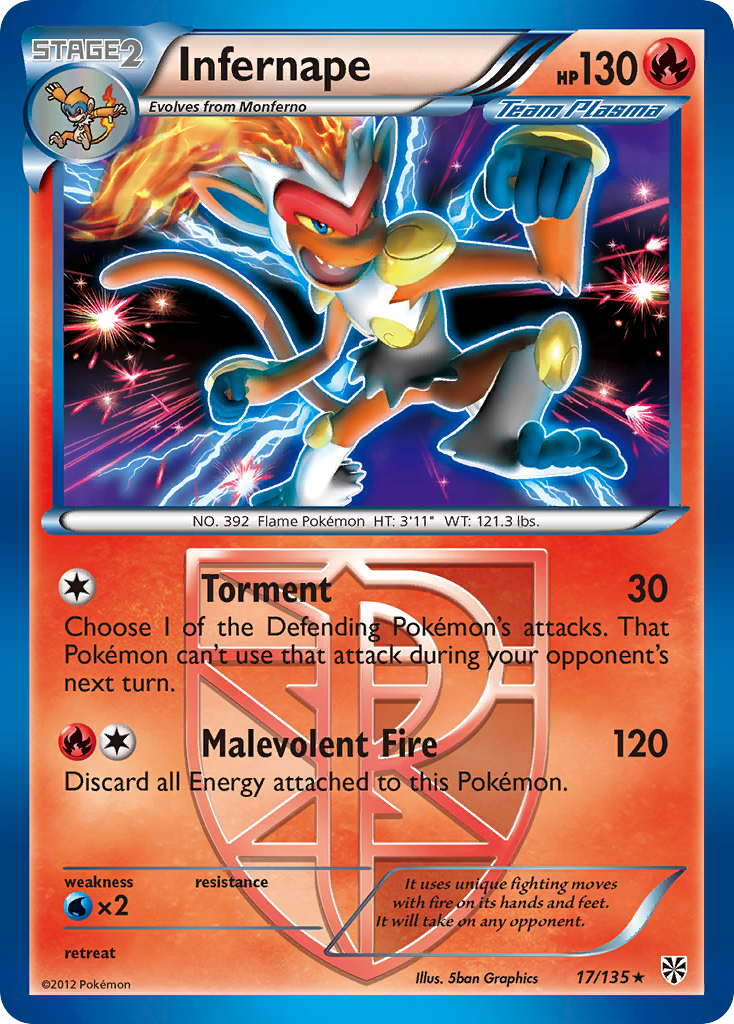 STAGE2
Infernape
HP130
Evolves from Monferno
Team Plasma
NO. 392 Flame Pokémon HT: 3'11" WT: 121.3 lbs.
Torment 30
Choose 1 of the Defending Pokémon's attacks. That
Pokémon can't use that attack during your opponent's
next turn.
Malevolent Fire 120
Discard all Energy attached to this Pokémon.
weakness resistance
×2
retreat
It uses unique fighting moves
with fire on its hands and feet.
It will take on any opponent.
©2012 Pokémon
Illus. 5ban Graphics
17/135 ★